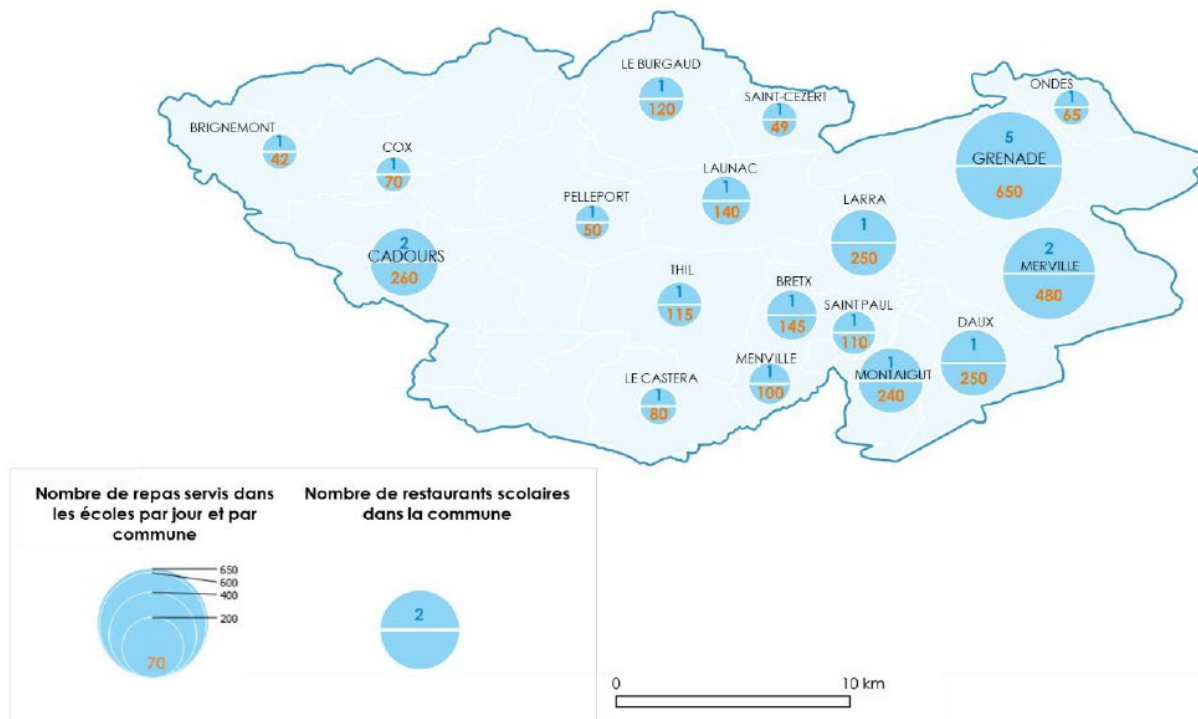 LE BURGAUD
1
120
SAINT-CEZERT
1
49
ONDES
1
65
BRIGNEMONT
1
42
COX
1
70
5
GRENADE
650
LAUNAC
1
140
PELLEPORT
1
50
LARRA
1
250
2
CADOURS
260
2
MERVILLE
480
THIL
1
115
BRETX
1
145
SAINT PAUL
1
110
DAUX
1
250
MENVILLE
1
100
1
MONTAIGUT
240
LE CASTERA
1
80
Nombre de repas servis dans
les écoles par jour et par
commune
650
600
400
200
70
Nombre de restaurants scolaires
dans la commune
2
0 10 km